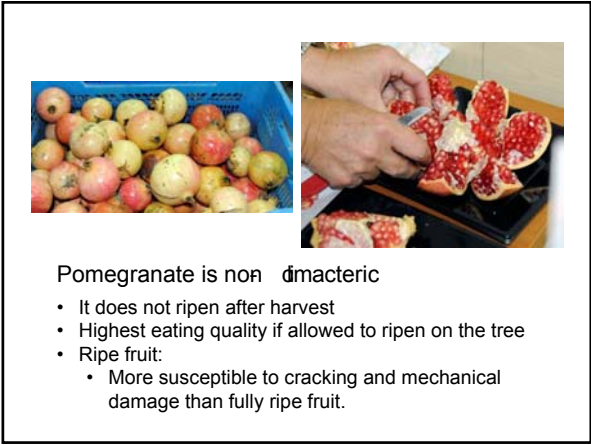 Pomegranate is non- climacteric
• It does not ripen after harvest
• Highest eating quality if allowed to ripen on the tree
• Ripe fruit:
• More susceptible to cracking and mechanical
damage than fully ripe fruit.